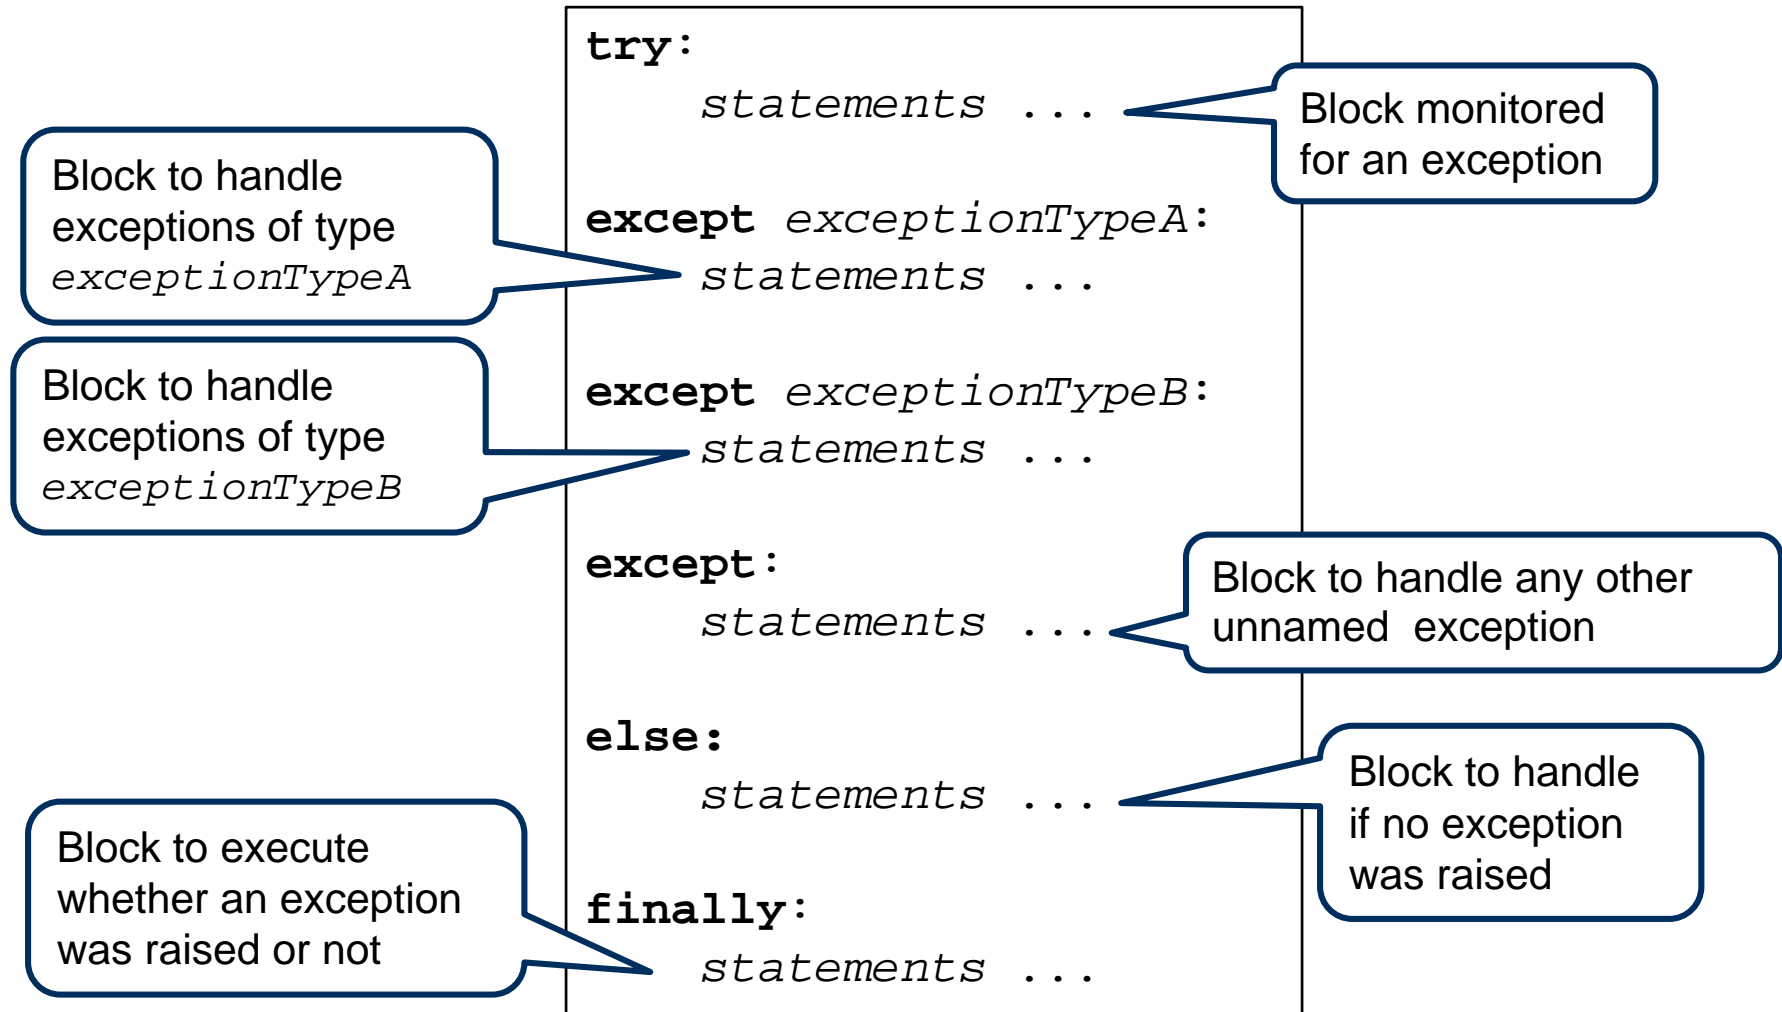 try:
statements ...
Block monitored
for an exception
Block to handle
exceptions of type
exceptionTypeA
except exceptionTypeA:
statements ...
Block to handle
exceptions of type
exceptionTypeB
except exceptionTypeB:
statements ...
except:
statements ...
Block to handle any other
unnamed  exception
else:
statements ...
Block to handle
if no exception
was raised
Block to execute
whether an exception
was raised or not
finally:
statements ...